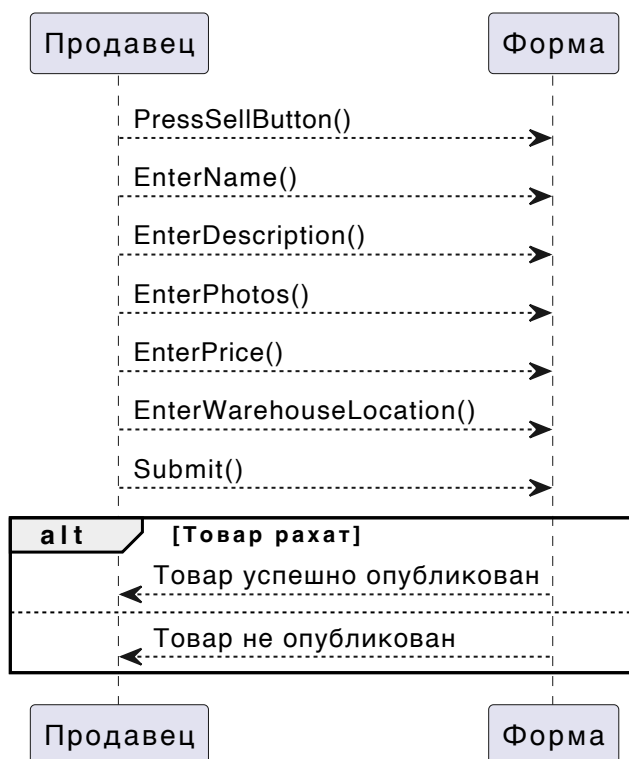 Продавец Форма
PressSellButton()
EnterName()
EnterDescription()
EnterPhotos()
EnterPrice()
EnterWarehouseLocation()
Submit()
alt [Товар рахат]
Товар успешно опубликован
Товар не опубликован
Продавец Форма